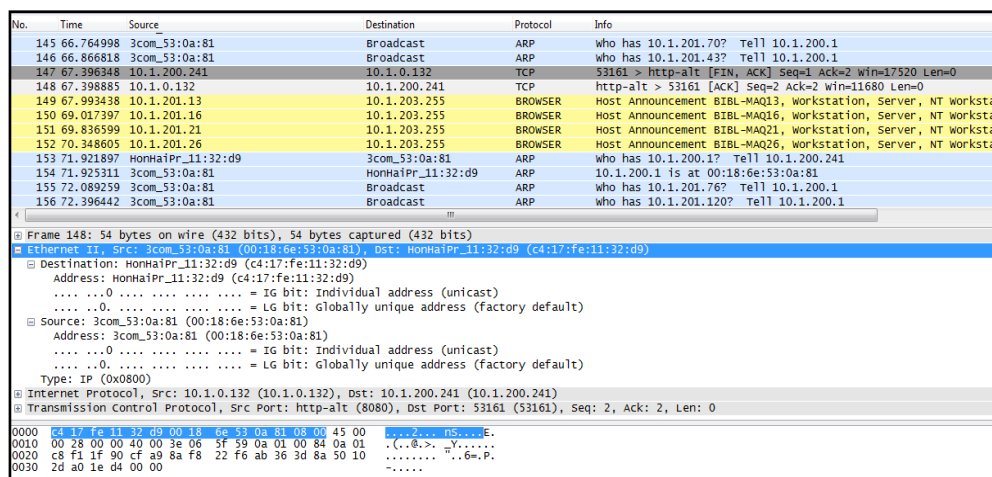 No. Time Source Destination Protocol Info
145 66.764998 3com_53:0a:81 Broadcast ARP who has 10.1.201.70? Tell 10.1.200.1
146 66.866818 3com_53:0a:81 Broadcast ARP who has 10.1.201.43? Tell 10.1.200.1
147 67.396348 10.1.200.241 10.1.0.132 TCP 53161 > http-alt [FIN, ACK] Seq=1 Ack=2 Win=17520 Len=0
148 67.398885 10.1.0.132 10.1.200.241 TCP http-alt > 53161 [ACK] Seq=2 Ack=2 Win=11680 Len=0
149 67.993438 10.1.201.13 10.1.203.255 BROWSER Host Announcement BIBL-MAQ13, Workstation, Server, NTWorksta
150 69.017397 10.1.201.16 10.1.203.255 BROWSER Host Announcement BIBL-MAQ16, Workstation, Server, NT Worksta
151 69.836599 10.1.201.21 10.1.203.255 BROWSER Host Announcement BIBL-MAQ21, Workstation, Server, NT Worksta
152 70.348605 10.1.201.26 10.1.203.255 BROWSER Host Announcement BIBL-MAQ26, Workstation, Server, NT Worksta
153 71.921897 HonHaiPr_11:32:d9 3com_53:0a:81 ARP who has 10.1.200.1? Tell 10.1.200.241
154 71.925311 3com_53:0a:81 HonHaiPr_11:32:d9 ARP 10.1.200.1 is at 00:18:6e:53:0a:81
155 72.089259 3com_53:0a:81 Broadcast ARP who has 10.1.201.76? Tell 10.1.200.1
156 72.396442 3com_53:0a:81 Broadcast ARP who has 10.1.201.120? Tell 10.1.200.1
Frame 148: 54 bytes on wire (432 bits), 54 bytes captured (432 bits)
Ethernet II, Src: 3com_53:0a:81 (00:18:6e:53:0a:81), Dst: HonHaiPr_11:32:d9 (c4:17:fe:11:32:d9)
Destination: HonHaiPr_11:32:d9 (c4:17:fe:11:32:d9)
Address: HonHaiPr_11:32:d9 (c4:17:fe:11:32:d9)
.... ...0 .... .... .... .... = IG bit: Individual address (unicast)
.... ..0. .... .... .... .... = LG bit: Globally unique address (factory default)
Source: 3com_53:0a:81 (00:18:6e:53:0a:81)
Address: 3com_53:0a:81 (00:18:6e:53:0a:81)
.... ...0 .... .... .... .... = IG bit: Individual address (unicast)
.... ..0. .... .... .... .... = LG bit: Globally unique address (factory default)
Type: IP (0x0800)
Internet Protocol, Src: 10.1.0.132 (10.1.0.132), Dst: 10.1.200.241 (10.1.200.241)
Transmission Control Protocol, Src Port: http-alt (8080), Dst Port: 53161 (53161), Seq: 2, Ack: 2, Len: 0
0000 c4 17 fe 11 32 d9 00 18 6e 53 0a 81 08 00 45 00 ....2... nS....E.
0010 00 28 00 00 40 00 3e 06 5f 59 0a 01 00 84 0a 01 .(..@.>. _Y......
0020 c8 f1 1f 90 cf a9 8a f8 22 f6 ab 36 3d 8a 50 10 ........ "..6=.P.
0030 2d a0 1e d4 00 00 -.....